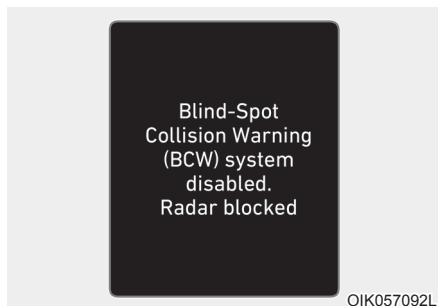 Blind-Spot
Collision Warning
(BCW) system
disabled.
Radar blocked
OIK057092L